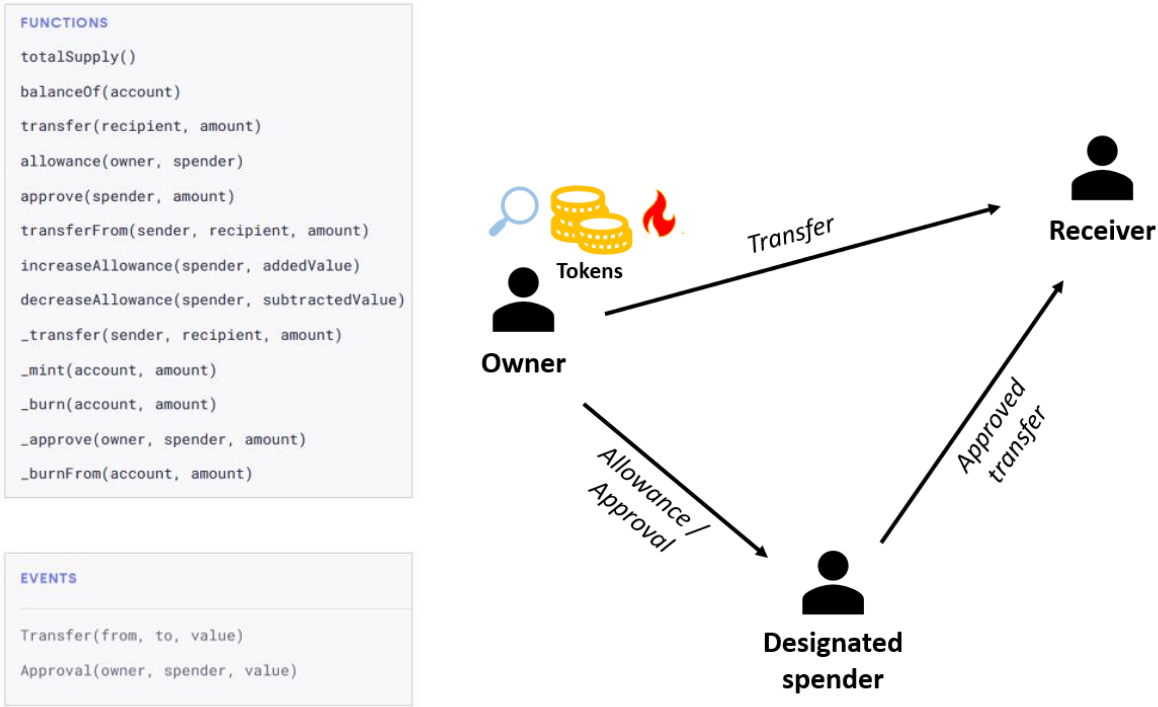 FUNCTIONS
totalSupply()
balanceOf(account)
transfer(recipient, amount)
allowance(owner, spender)
approve(spender, amount)
transferFrom(sender, recipient, amount)
increaseAllowance(spender, addedValue)
decreaseAllowance(spender, subtractedValue)
_transfer(sender, recipient, amount)
_mint(account, amount)
_burn(account, amount)
_approve(owner, spender, amount)
_burnFrom(account, amount)
EVENTS
Transfer(from, to, value)
Approval(owner, spender, value)
Tokens
Owner
Transfer
Receiver
Allowance /
Approval
Approved
transfer
Designated
spender